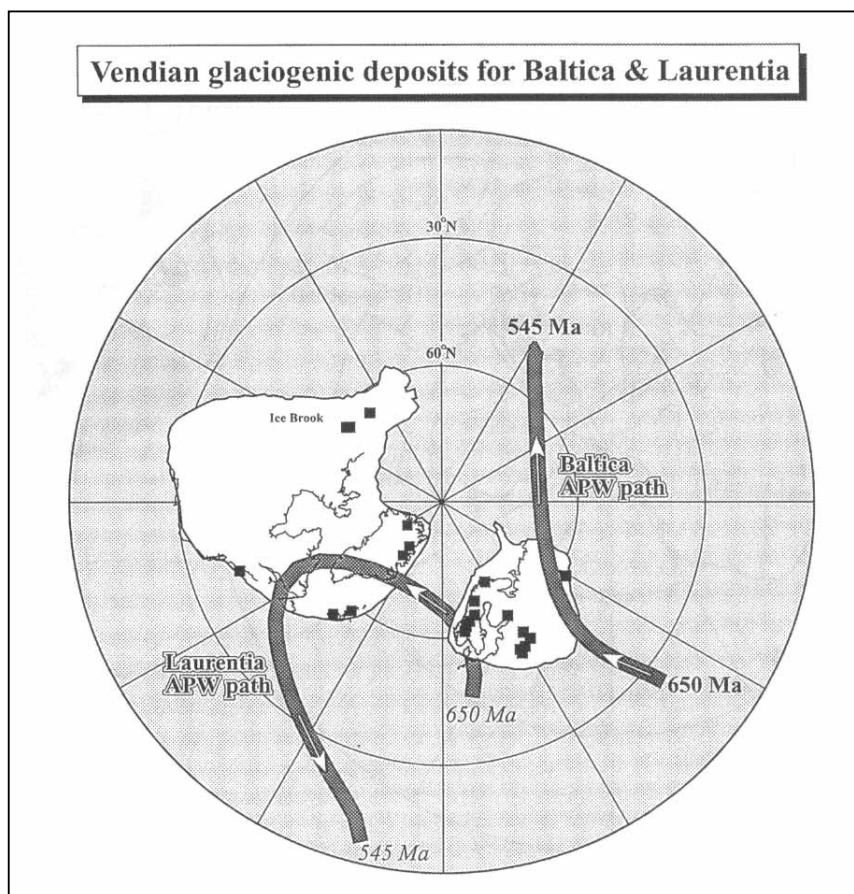 Vendian glaciogenic deposits for Baltica & Laurentia
30°N
545 Ma
60°N
Ice Brook
Baltica
APW path
Laurentia
APW path
650 Ma
650 Ma
545 Ma